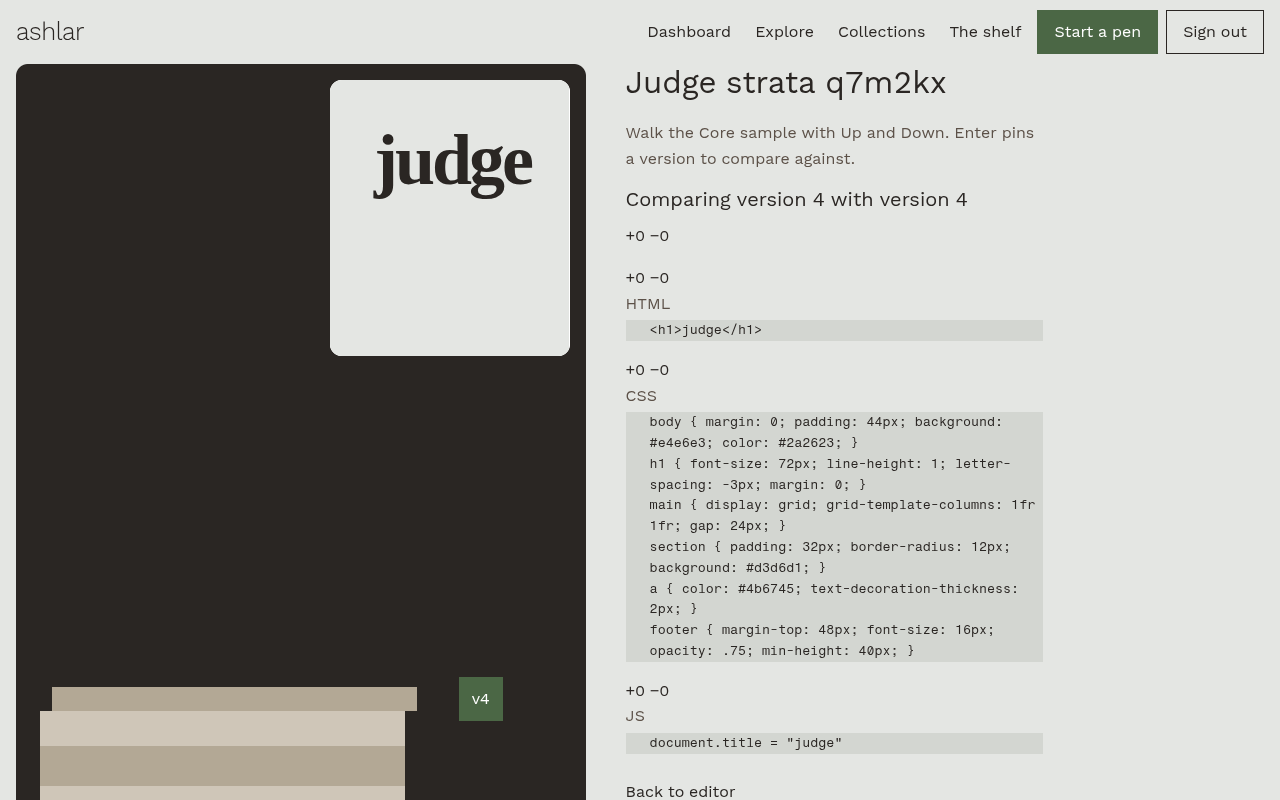 ashlar
Dashboard
Explore
Collections
The shelf
Start a pen
Sign out
judge
v4
Judge strata q7m2kx
Walk the Core sample with Up and Down. Enter pins
a version to compare against.
Comparing version 4 with version 4
+0 −0
+0 −0
HTML
<h1>judge</h1>
+0 −0
CSS
body { margin: 0; padding: 44px; background:
#e4e6e3; color: #2a2623; }
h1 { font-size: 72px; line-height: 1; letter-
spacing: -3px; margin: 0; }
main { display: grid; grid-template-columns: 1fr
1fr; gap: 24px; }
section { padding: 32px; border-radius: 12px;
background: #d3d6d1; }
a { color: #4b6745; text-decoration-thickness:
2px; }
footer { margin-top: 48px; font-size: 16px;
opacity: .75; min-height: 40px; }
+0 −0
JS
document.title = "judge"
Back to editor